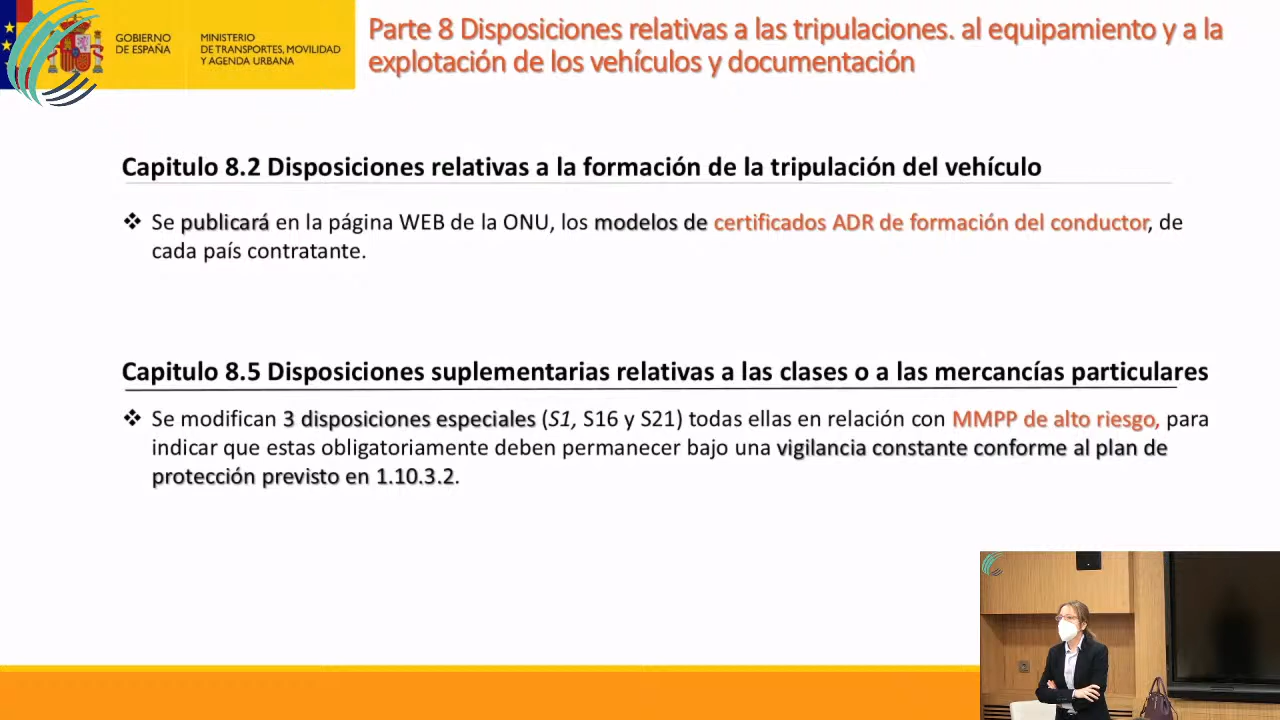 GOBIERNO
DE ESPAÑA
MINISTERIO
DE TRANSPORTES, MOVILIDAD
Y AGENDA URBANA
Parte 8 Disposiciones relativas a las tripulaciones. al equipamiento y a la
explotación de los vehículos y documentación
Capitulo 8.2 Disposiciones relativas a la formación de la tripulación del vehículo
❖ Se publicará en la página WEB de la ONU, los modelos de certificados ADR de formación del conductor, de
cada país contratante.
Capitulo 8.5 Disposiciones suplementarias relativas a las clases o a las mercancías particulares
❖ Se modifican 3 disposiciones especiales (S1, S16 y S21) todas ellas en relación con MMPP de alto riesgo, para
indicar que estas obligatoriamente deben permanecer bajo una vigilancia constante conforme al plan de
protección previsto en 1.10.3.2.